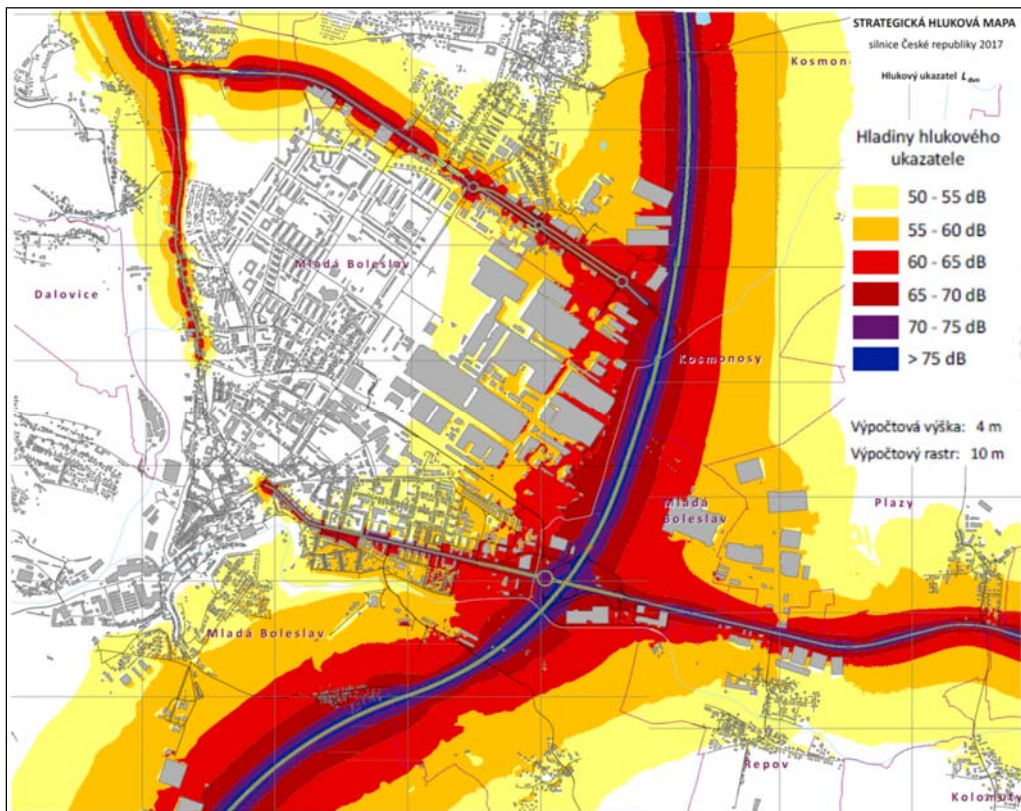 STRATEGICKÁ HLUKOVÁ MAPA
silnice České republiky 2017
Hlukový ukazatel L dvn
Hladiny hlukového
ukazatele
50 - 55 dB
55 - 60 dB
60 - 65 dB
65 - 70 dB
70 - 75 dB
> 75 dB
Výpočtová výška: 4 m
Výpočtový rastr: 10 m
Mladá Boleslav
Dalovice
Kosmonosy
Mladá
Boleslav
Plazy
Mladá Boleslav
Řepov
Kolomuty